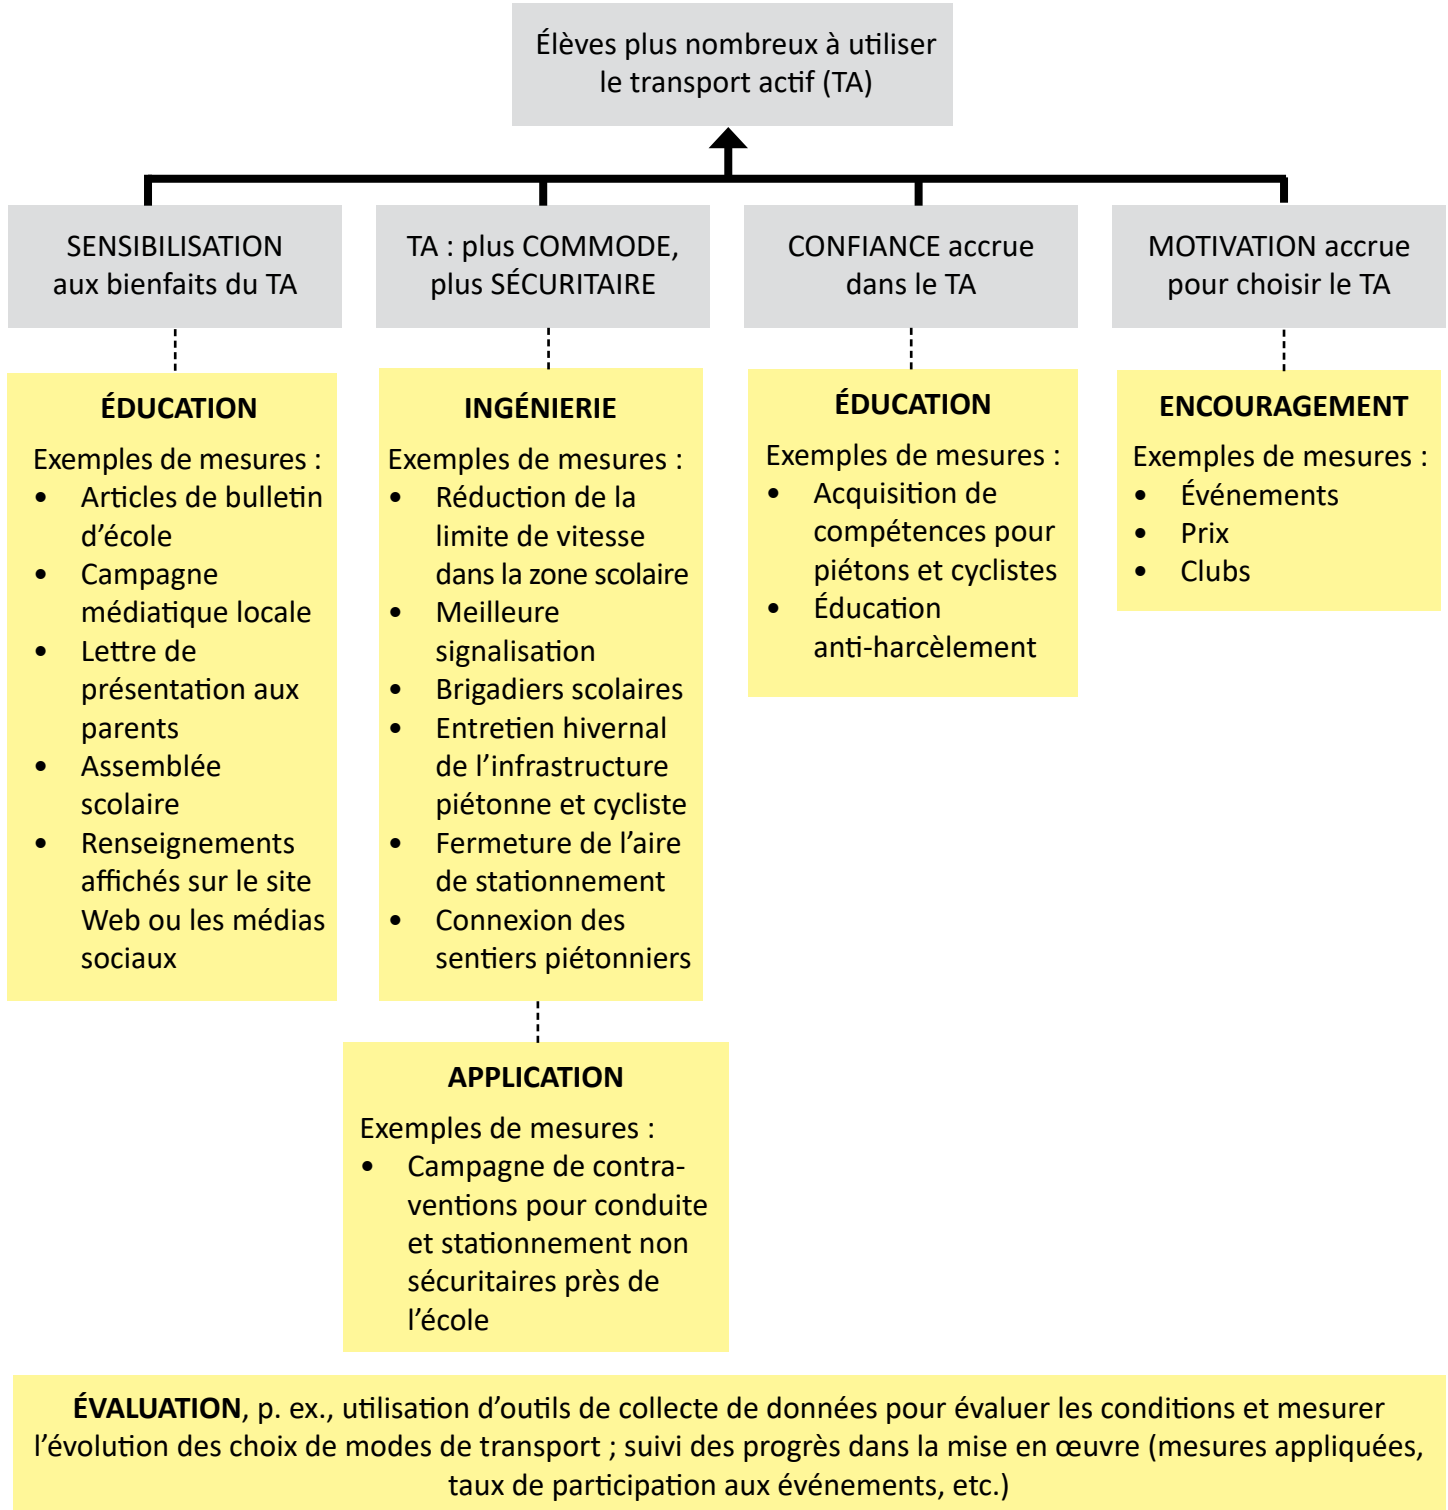 Élèves plus nombreux à utiliser
le transport actif (TA)
SENSIBILISATION
aux bienfaits du TA
TA : plus COMMODE,
plus SÉCURITAIRE
CONFIANCE accrue
dans le TA
MOTIVATION accrue
pour choisir le TA
ÉDUCATION
Exemples de mesures :
• Articles de bulletin
d’école
• Campagne
médiatique locale
• Lettre de
présentation aux
parents
• Assemblée
scolaire
• Renseignements
affichés sur le site
Web ou les médias
sociaux
INGÉNIERIE
Exemples de mesures :
• Réduction de la
limite de vitesse
dans la zone scolaire
• Meilleure
signalisation
• Brigadiers scolaires
• Entretien hivernal
de l’infrastructure
piétonne et cycliste
• Fermeture de l’aire
de stationnement
• Connexion des
sentiers piétonniers
APPLICATION
Exemples de mesures :
• Campagne de contra-
ventions pour conduite
et stationnement non
sécuritaires près de
l’école
ÉDUCATION
Exemples de mesures :
• Acquisition de
compétences pour
piétons et cyclistes
• Éducation
anti-harcèlement
ENCOURAGEMENT
Exemples de mesures :
• Événements
• Prix
• Clubs
ÉVALUATION, p. ex., utilisation d’outils de collecte de données pour évaluer les conditions et mesurer
l’évolution des choix de modes de transport ; suivi des progrès dans la mise en œuvre (mesures appliquées,
taux de participation aux événements, etc.)